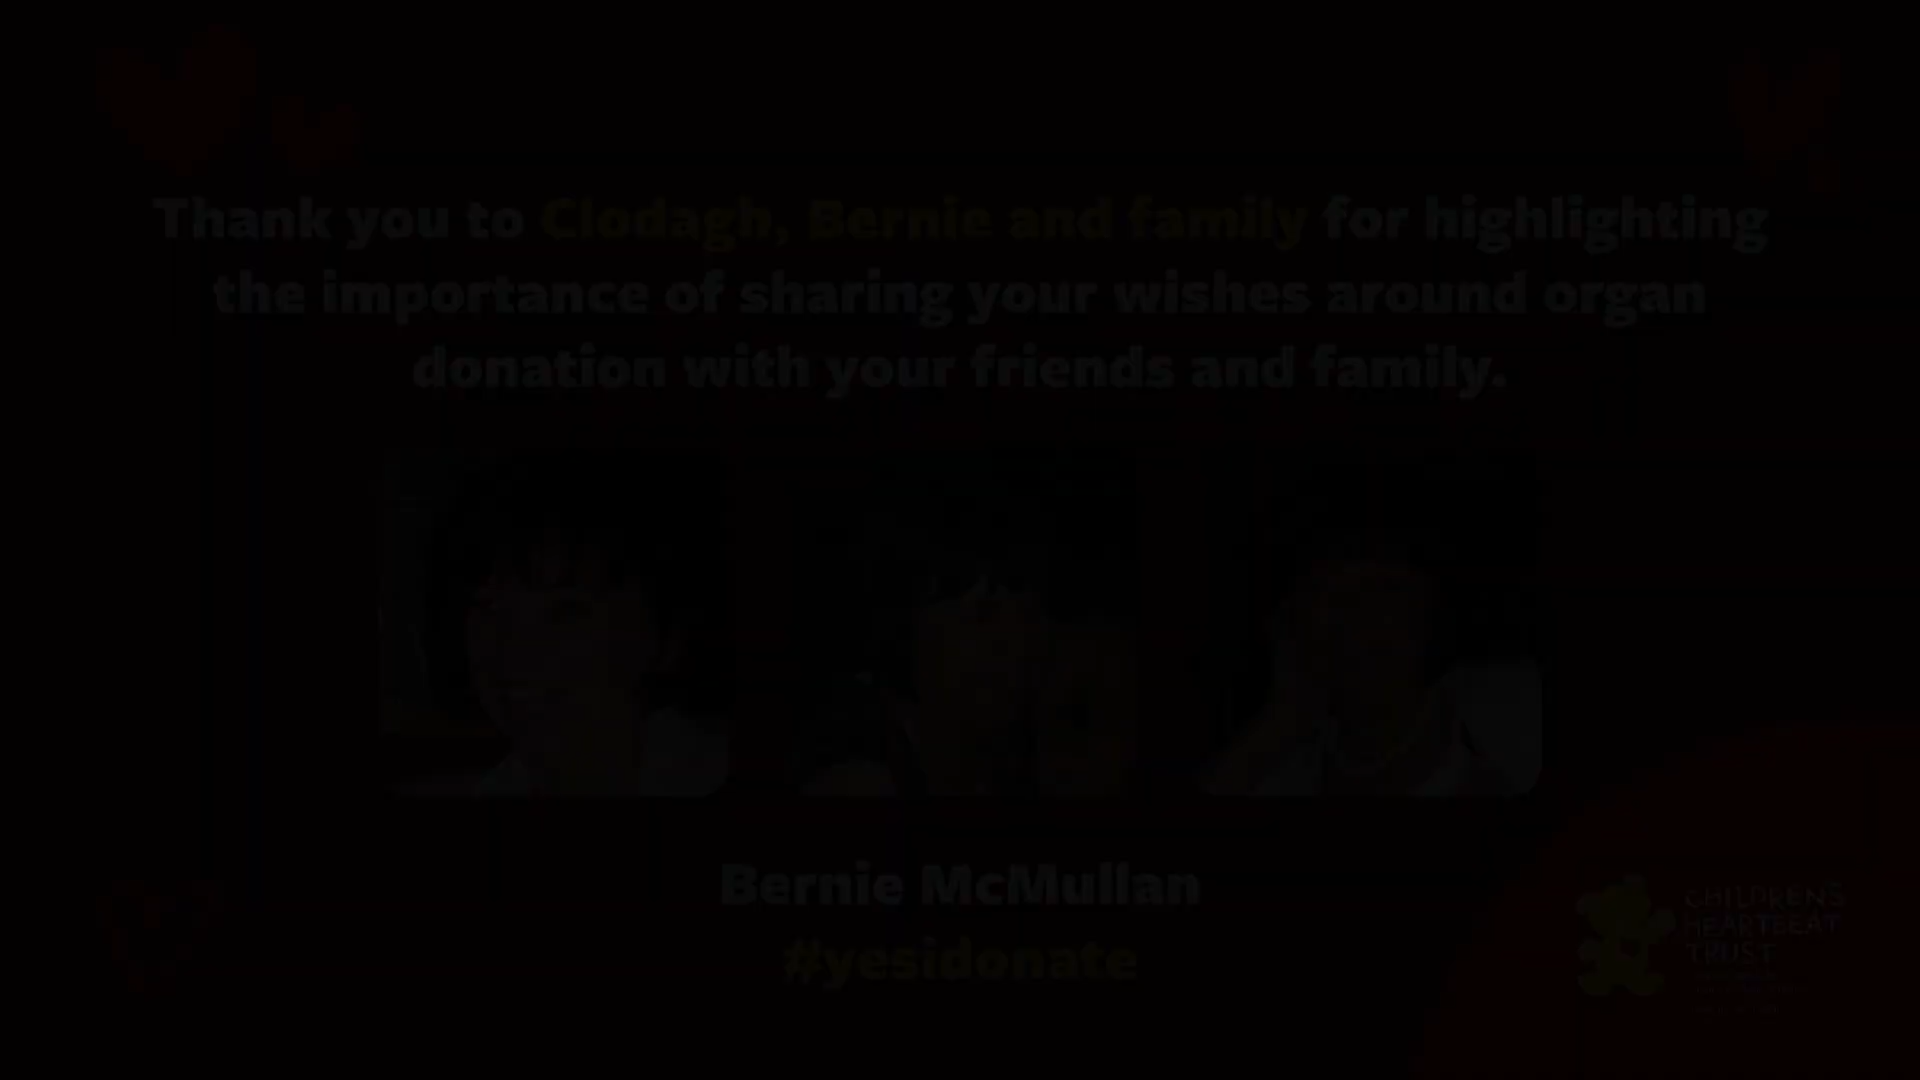 Thank you to Clodagh, Bernie and family for highlighting
the importance of sharing your wishes around organ
donation with your friends and family.
Bernie McMullan
#yesidonate
CHILDREN'S
HEARTBEAT
TRUST